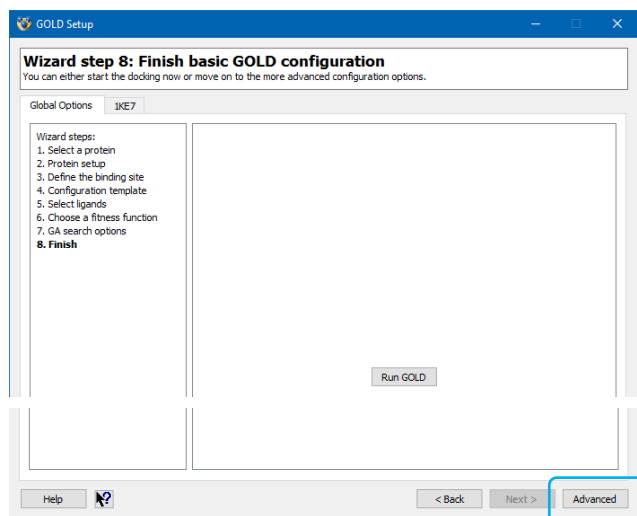 GOLD Setup
Wizard step 8: Finish basic GOLD configuration
You can either start the docking now or move on to the more advanced configuration options.
Global Options 1KE7
Wizard steps:
1. Select a protein
2. Protein setup
3. Define the binding site
4. Configuration template
5. Select ligands
6. Choose a fitness function
7. GA search options
8. Finish
Run GOLD
Help ? < Back Next > Advanced